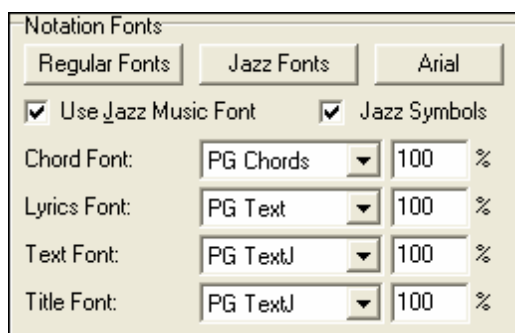 Notation Fonts
Regular Fonts Jazz Fonts Arial
Use Jazz Music Font Jazz Symbols
Chord Font: PG Chords 100 %
Lyrics Font: PG Text 100 %
Text Font: PG TextJ 100 %
Title Font: PG TextJ 100 %